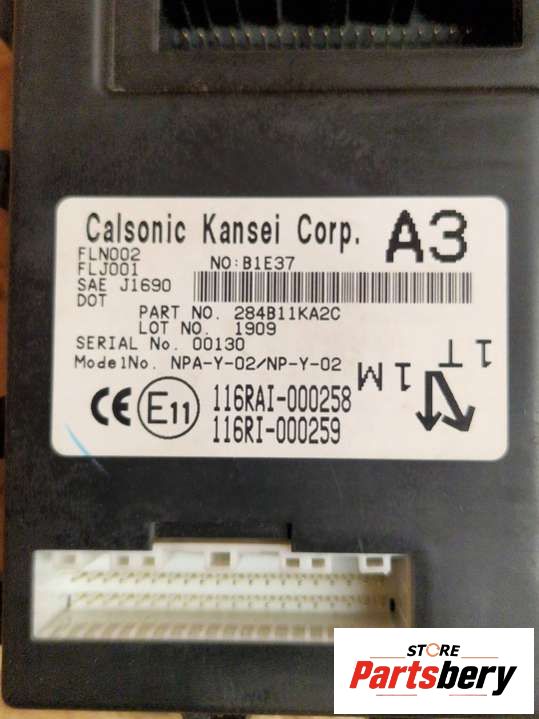 Calsonic Kansei Corp. A3
FLN002
NO:B1E37
FLJ001
SAE J1690
DOT
PART NO. 284B11KA2C
LOT NO. 1909
SERIAL No. 00130
ModelNo. NPA-Y-02/NP-Y-02
1M
1T
CE E11 116RAI-000258
116RI-000259
STORE
Partsbery